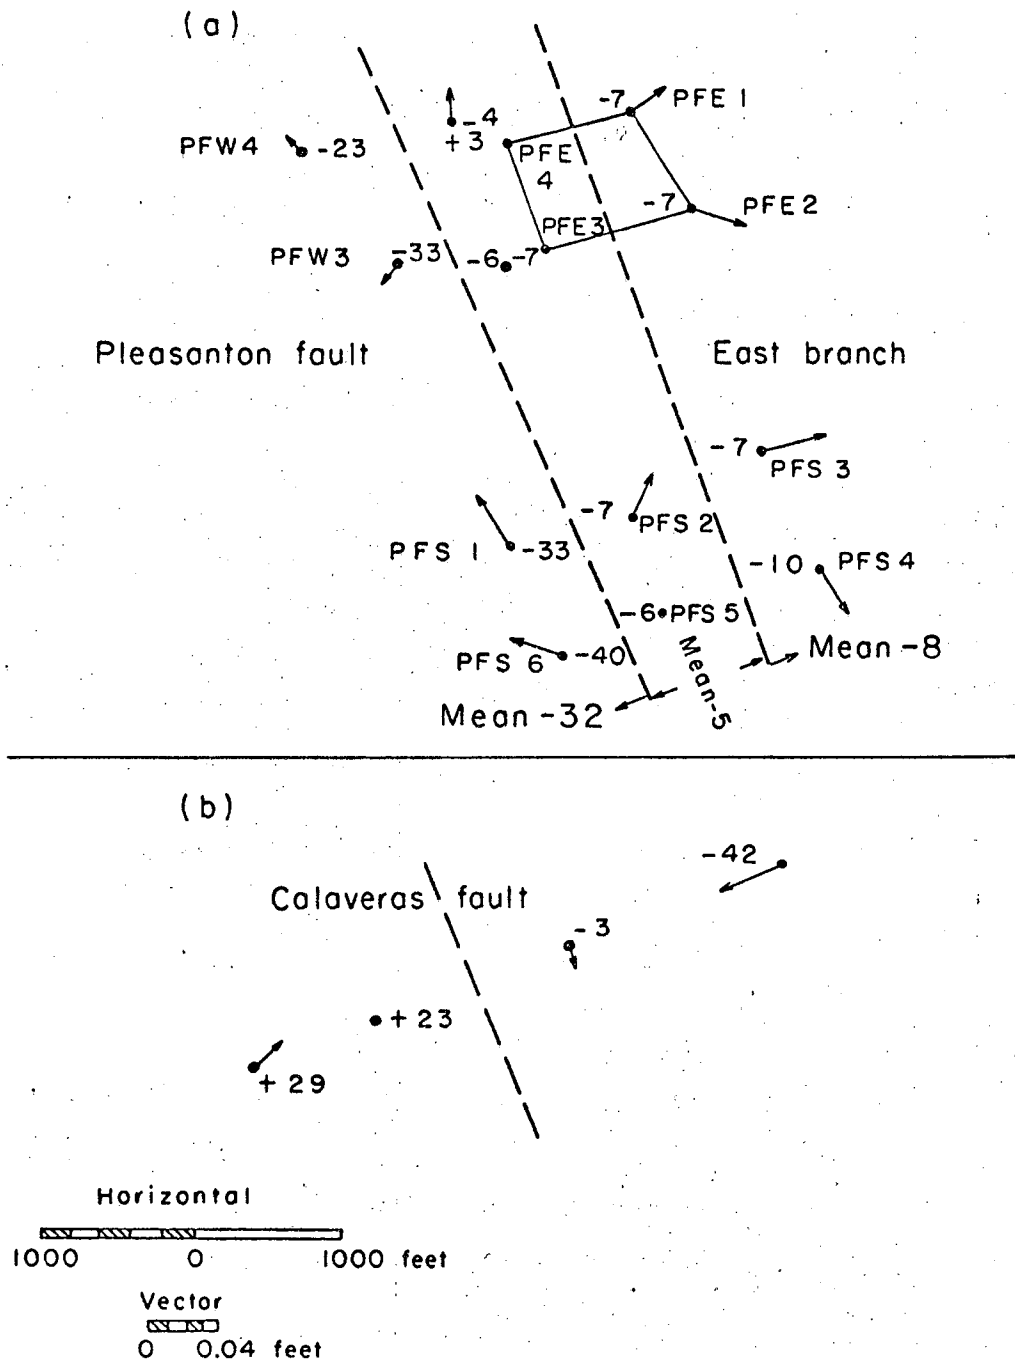 (a)
-7 PFE 1
-4
PFW4 -23 +3
PFE
4
-7 PFE2
PFE3
PFW3 -33 -6 -7
Pleasanton fault East branch
-7
PFS 3
-7 PFS 2
PFS 1 -33
-10 PFS 4
-6 PFS 5
PFS 6 -40
Mean -8
Mean-5
Mean -32
(b)
-42
Calaveras fault
-3
+23
+29
Horizontal
1000 0 1000 feet
Vector
0 0.04 feet